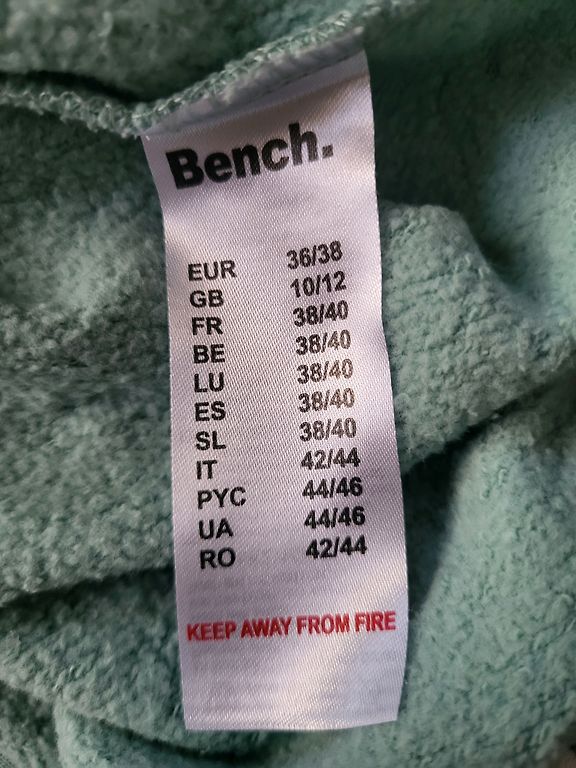 Bench.
EUR 36/38
GB 10/12
FR 38/40
BE 38/40
LU 38/40
ES 38/40
SL 38/40
IT 42/44
PYC 44/46
UA 44/46
RO 42/44
KEEP AWAY FROM FIRE